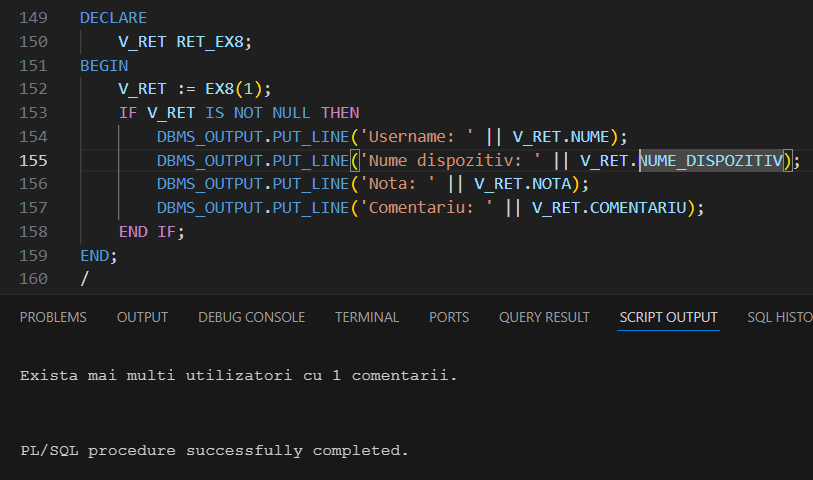 149 DECLARE
150     V_RET RET_EX8;
151 BEGIN
152     V_RET := EX8(1);
153     IF V_RET IS NOT NULL THEN
154         DBMS_OUTPUT.PUT_LINE('Username: ' || V_RET.NUME);
155         DBMS_OUTPUT.PUT_LINE('Nume dispozitiv: ' || V_RET.NUME_DISPOZITIV);
156         DBMS_OUTPUT.PUT_LINE('Nota: ' || V_RET.NOTA);
157         DBMS_OUTPUT.PUT_LINE('Comentariu: ' || V_RET.COMENTARIU);
158     END IF;
159 END;
160 /
PROBLEMS OUTPUT DEBUG CONSOLE TERMINAL PORTS QUERY RESULT SCRIPT OUTPUT SQL HISTO
Exista mai multi utilizatori cu 1 comentarii.
PL/SQL procedure successfully completed.